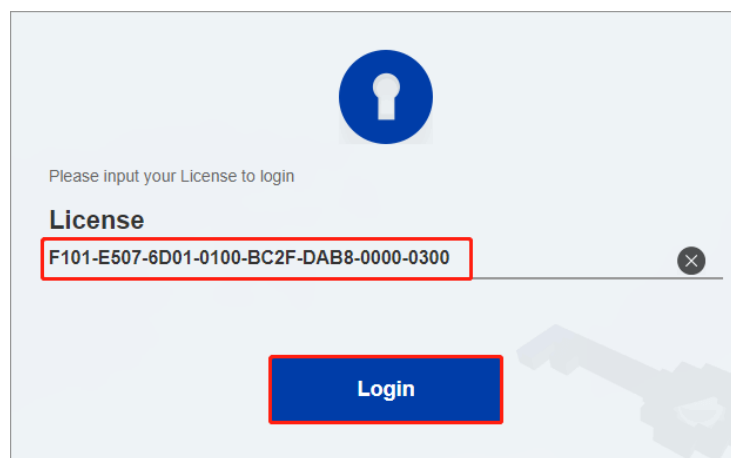 Please input your License to login
License
F101-E507-6D01-0100-BC2F-DAB8-0000-0300
Login